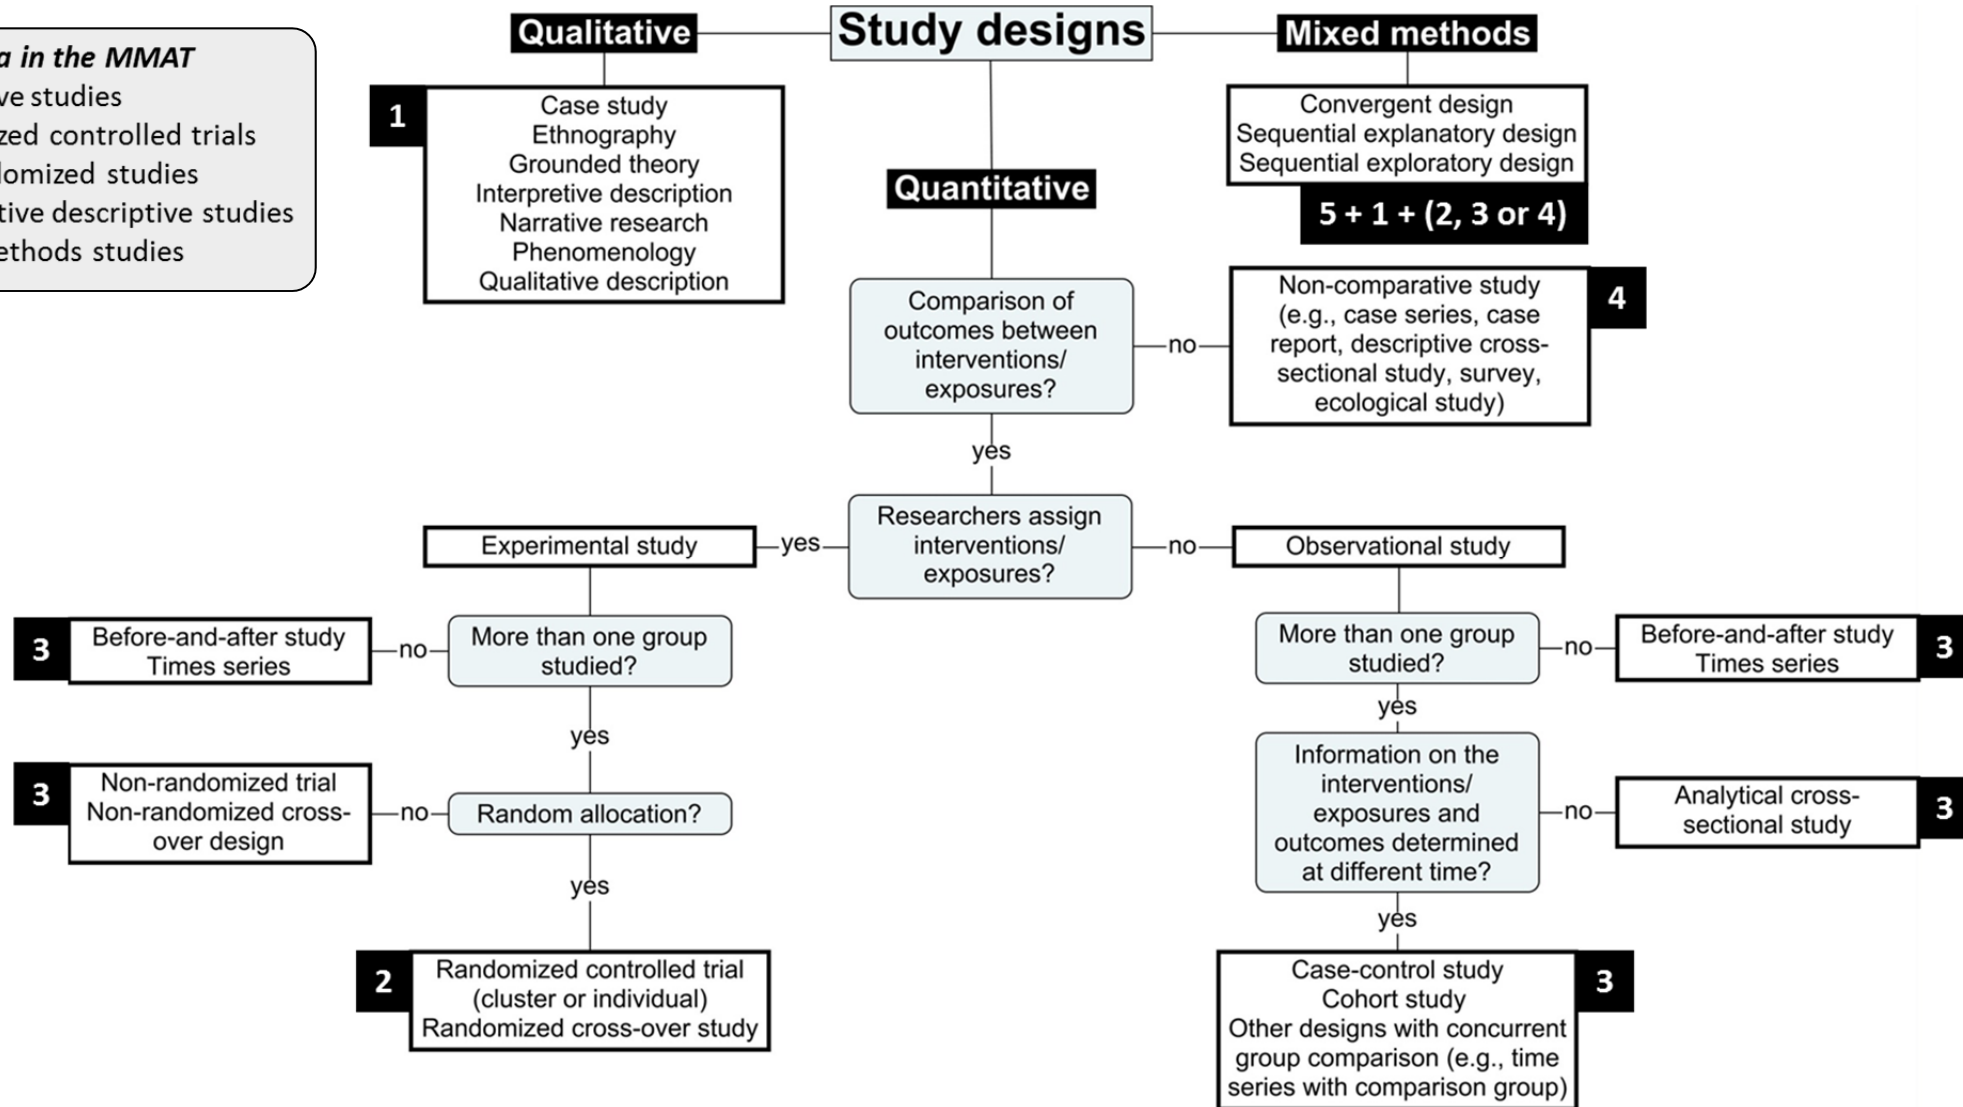 a in the MMAT
ve studies
zed controlled trials
lomized studies
tive descriptive studies
ethods studies
Study designs
Qualitative
1
Case study
Ethnography
Grounded theory
Interpretive description
Narrative research
Phenomenology
Qualitative description
Mixed methods
Convergent design
Sequential explanatory design
Sequential exploratory design
5 + 1 + (2, 3 or 4)
Quantitative
Comparison of
outcomes between
interventions/
exposures?
no
Non-comparative study
(e.g., case series, case
report, descriptive cross-
sectional study, survey,
ecological study)
4
yes
Researchers assign
interventions/
exposures?
yes
Experimental study
no
Observational study
More than one group
studied?
no
Before-and-after study
Times series
3
yes
Random allocation?
no
Non-randomized trial
Non-randomized cross-
over design
3
yes
2
Randomized controlled trial
(cluster or individual)
Randomized cross-over study
More than one group
studied?
no
Before-and-after study
Times series
3
yes
Information on the
interventions/
exposures and
outcomes determined
at different time?
no
Analytical cross-
sectional study
3
yes
Case-control study
Cohort study
Other designs with concurrent
group comparison (e.g., time
series with comparison group)
3